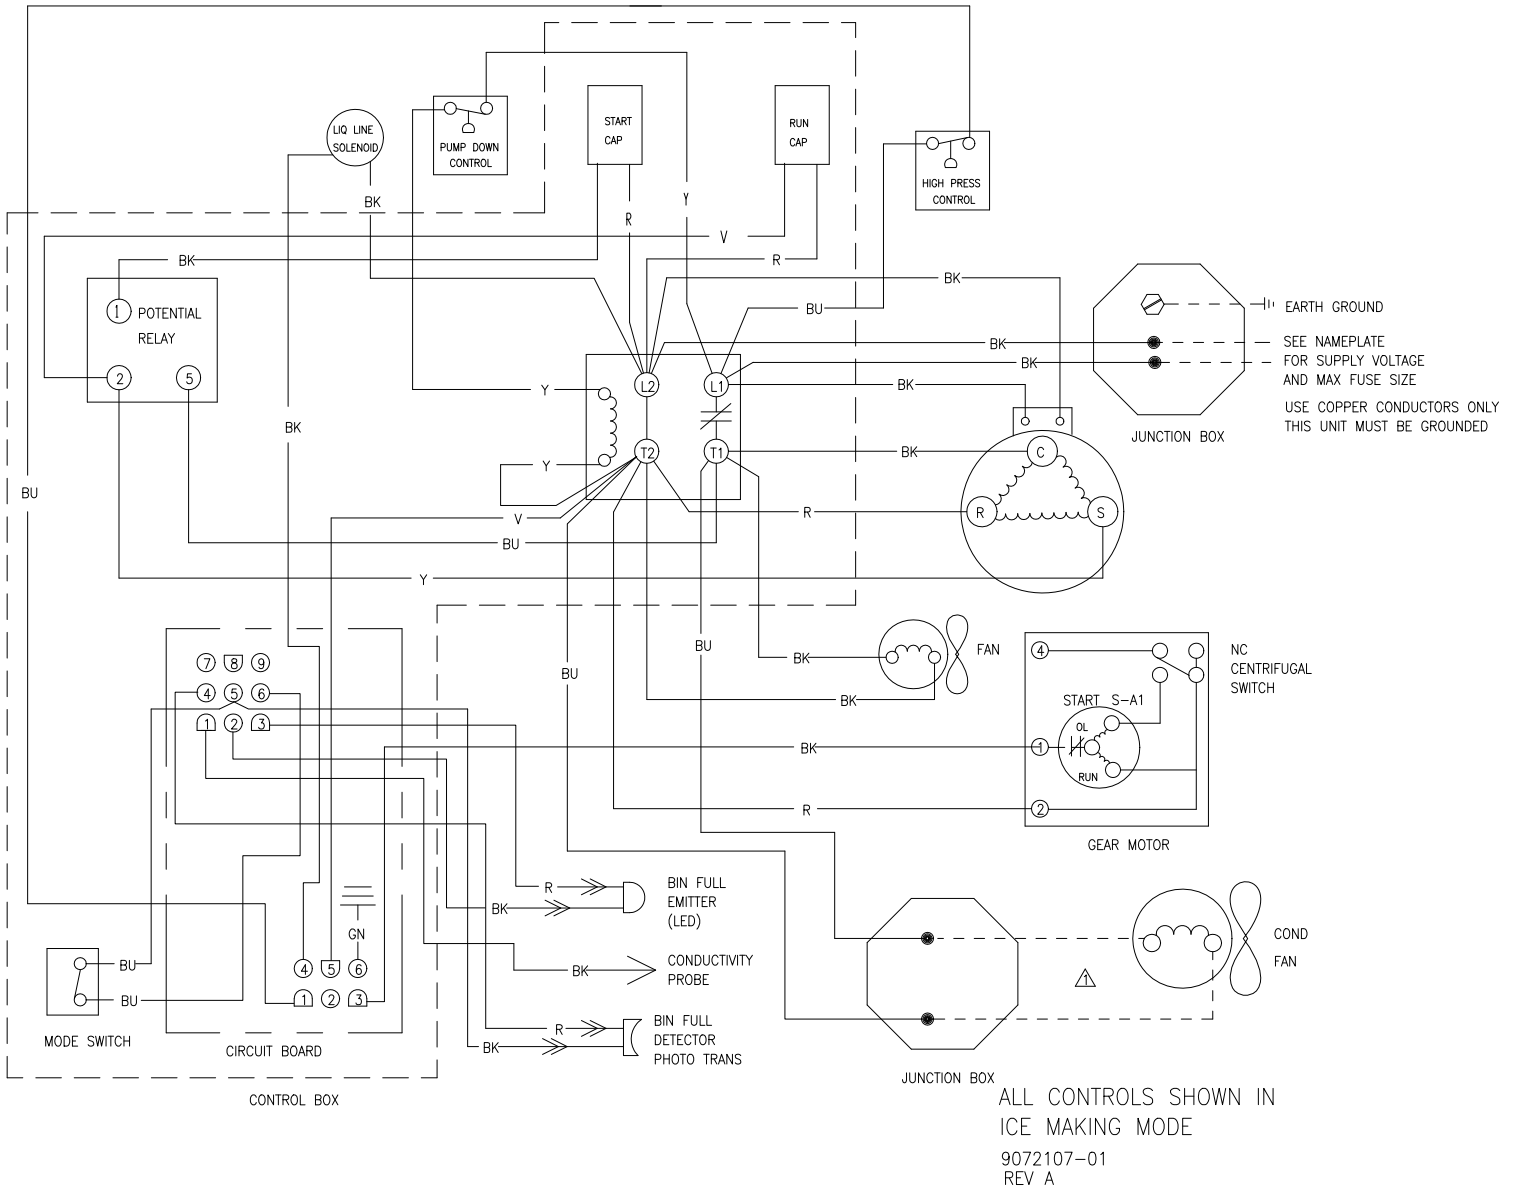 LIQ LINE
SOLENOID
PUMP DOWN
CONTROL
START
CAP
RUN
CAP
HIGH PRESS
CONTROL
BK
R
Y
V
R
BK
BK
BU
1
POTENTIAL
RELAY
2
5
EARTH GROUND
SEE NAMEPLATE
FOR SUPPLY VOLTAGE
AND MAX FUSE SIZE
USE COPPER CONDUCTORS ONLY
THIS UNIT MUST BE GROUNDED
JUNCTION BOX
BK
BK
BK
Y
L2
L1
BK
T2
T1
BK
C
Y
BU
V
R
R
S
BU
Y
BU
BU
BK
FAN
BK
4
NC
CENTRIFUGAL
SWITCH
START S-A1
OL
1
RUN
2
GEAR MOTOR
7 8 9
4 5 6
1 2 3
BK
R
R
BIN FULL
EMITTER
(LED)
BK
GN
BK
CONDUCTIVITY
PROBE
R
BIN FULL
DETECTOR
PHOTO TRANS
BK
BU
BU
4 5 6
1 2 3
MODE SWITCH
CIRCUIT BOARD
CONTROL BOX
COND
FAN
1
JUNCTION BOX
ALL CONTROLS SHOWN IN
ICE MAKING MODE
9072107-01
REV A